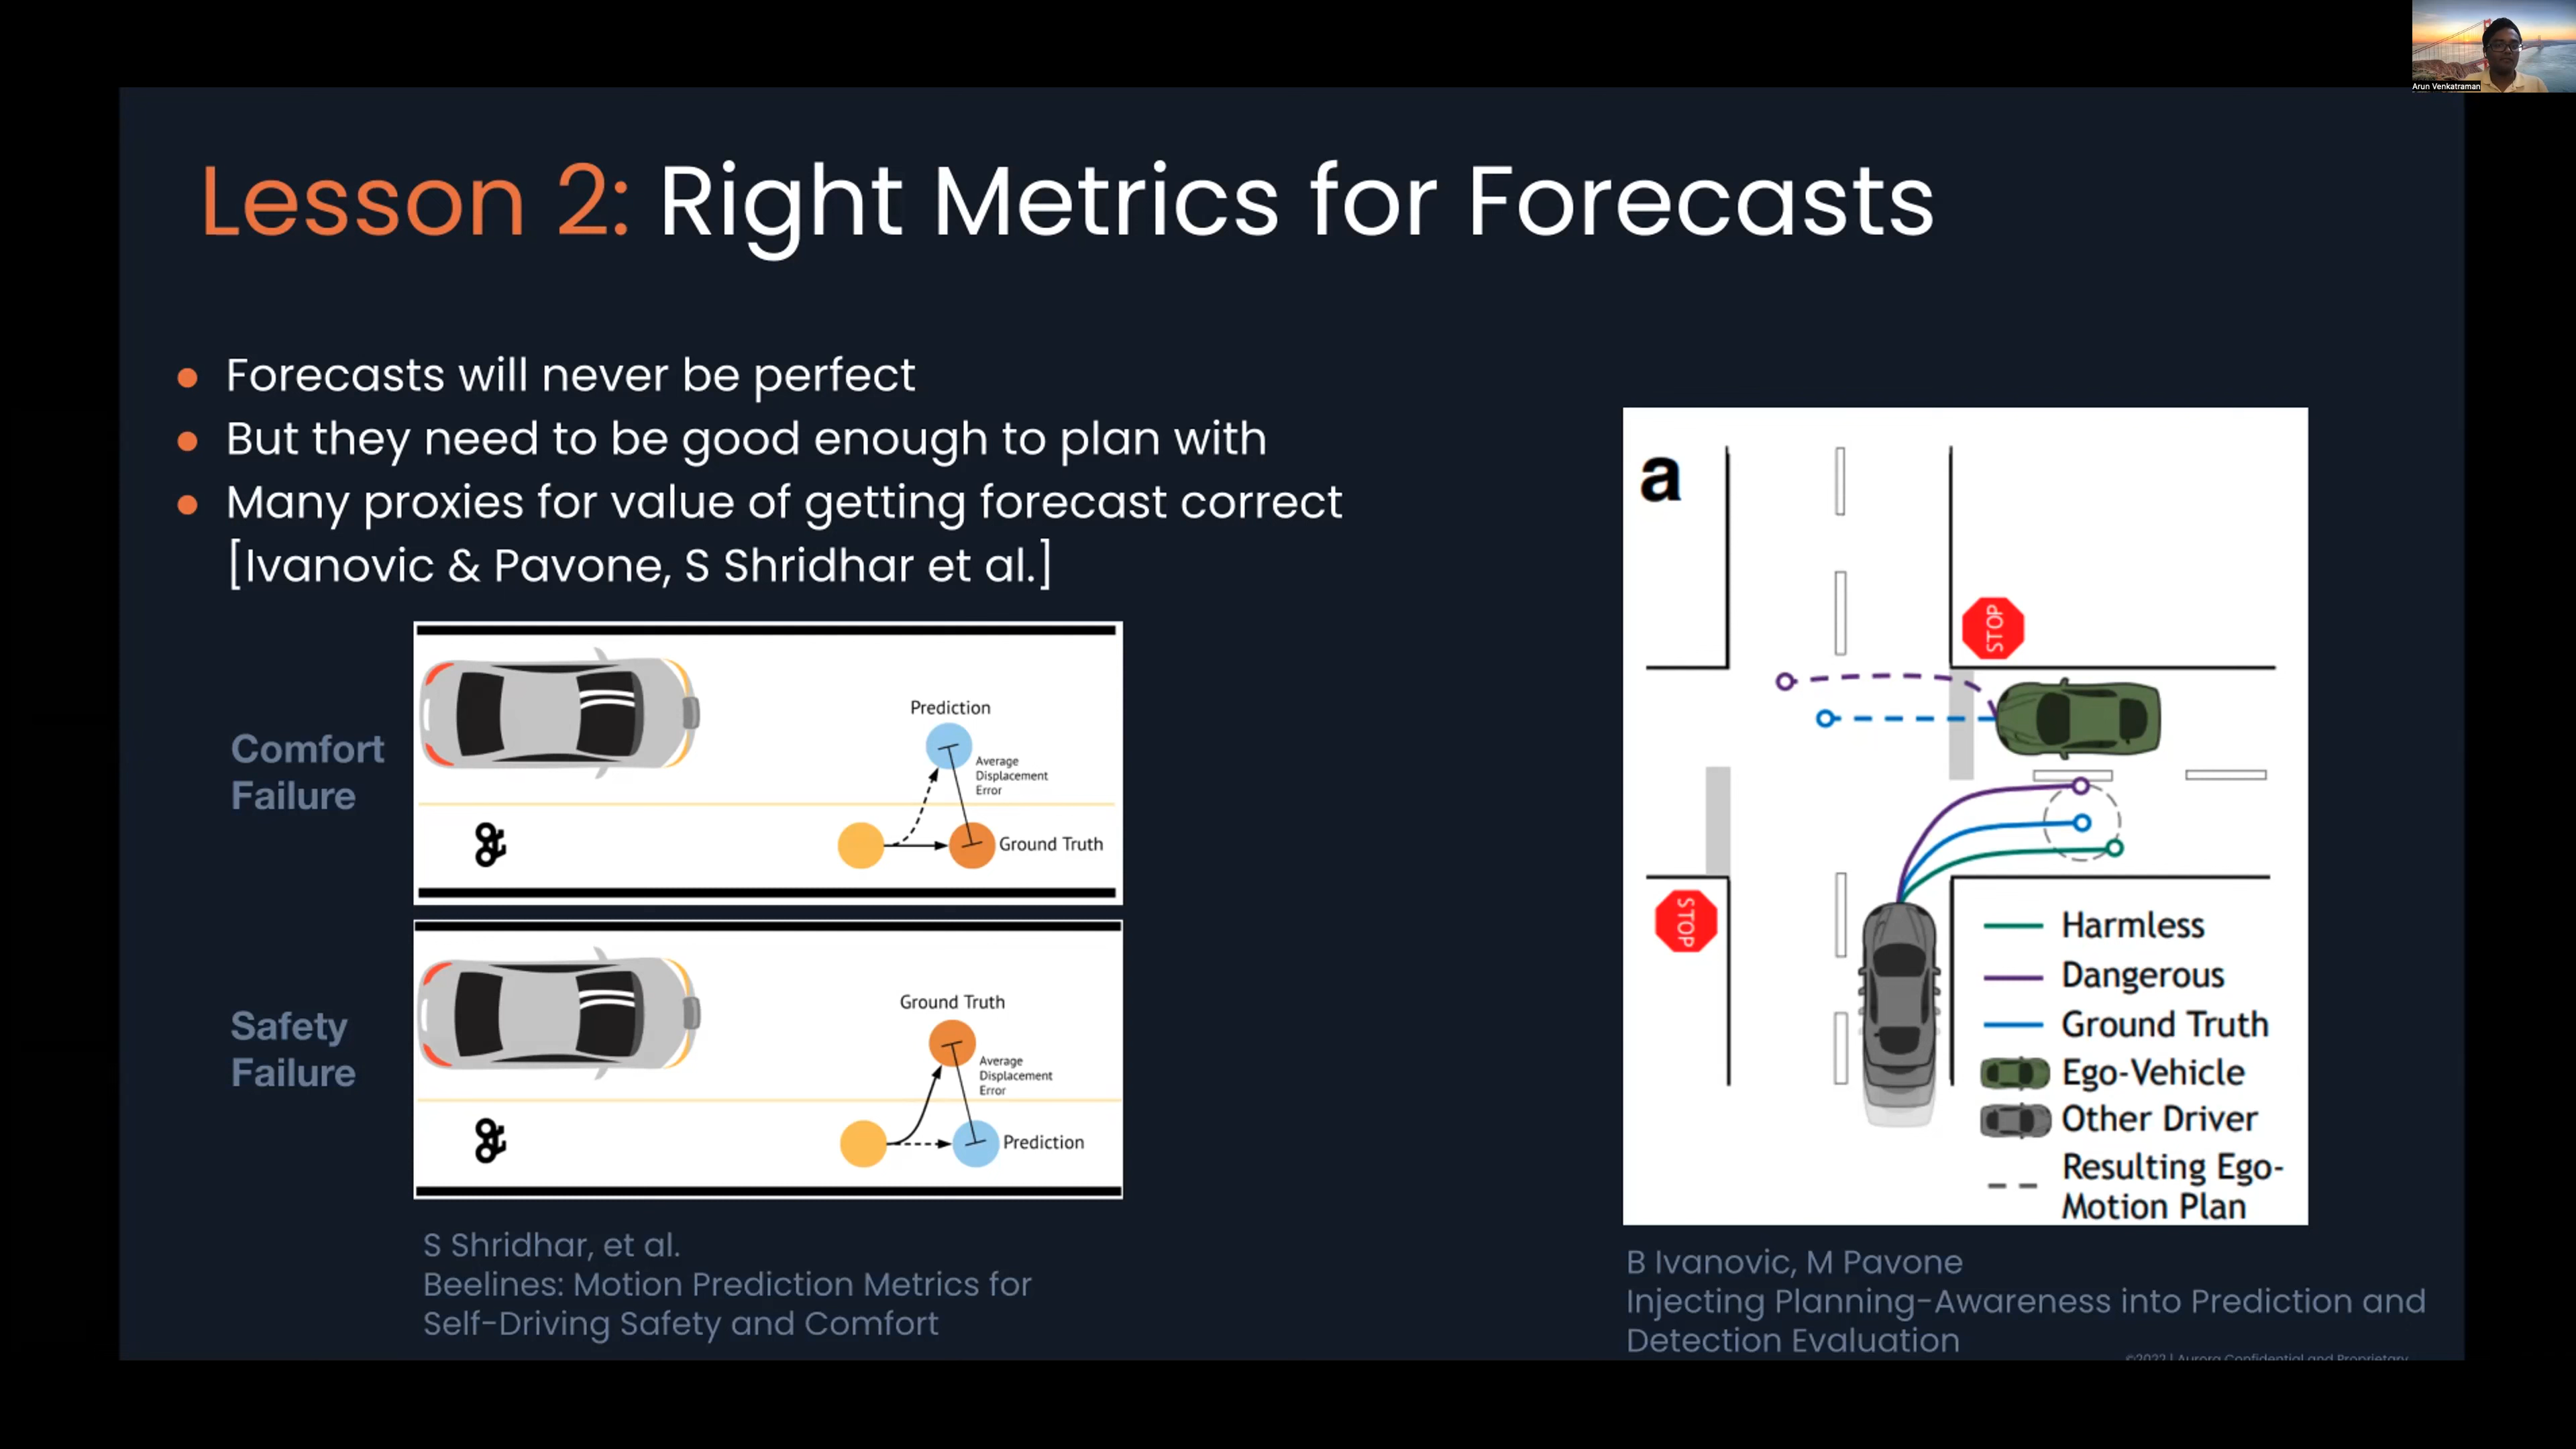 Arun Venkatraman
Lesson 2: Right Metrics for Forecasts
Forecasts will never be perfect
But they need to be good enough to plan with
Many proxies for value of getting forecast correct
[Ivanovic & Pavone, S Shridhar et al.]
Comfort
Failure
Prediction
Average
Displacement
Error
Ground Truth
Safety
Failure
Ground Truth
Average
Displacement
Error
Prediction
S Shridhar, et al.
Beelines: Motion Prediction Metrics for
Self-Driving Safety and Comfort
a
STOP
STOP
Harmless
Dangerous
Ground Truth
Ego-Vehicle
Other Driver
Resulting Ego-
Motion Plan
B Ivanovic, M Pavone
Injecting Planning-Awareness into Prediction and
Detection Evaluation
©2022 | Aurora Confidential and Proprietary